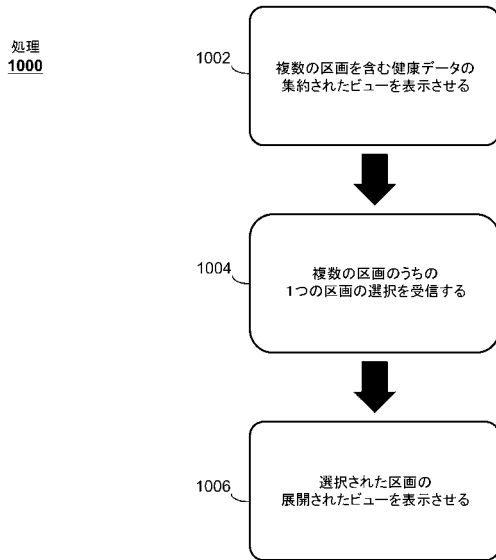 処理
1000
1002
複数の区画を含む健康データの
集約されたビューを表示させる
1004
複数の区画のうちの
1つの区画の選択を受信する
1006
選択された区画の
展開されたビューを表示させる